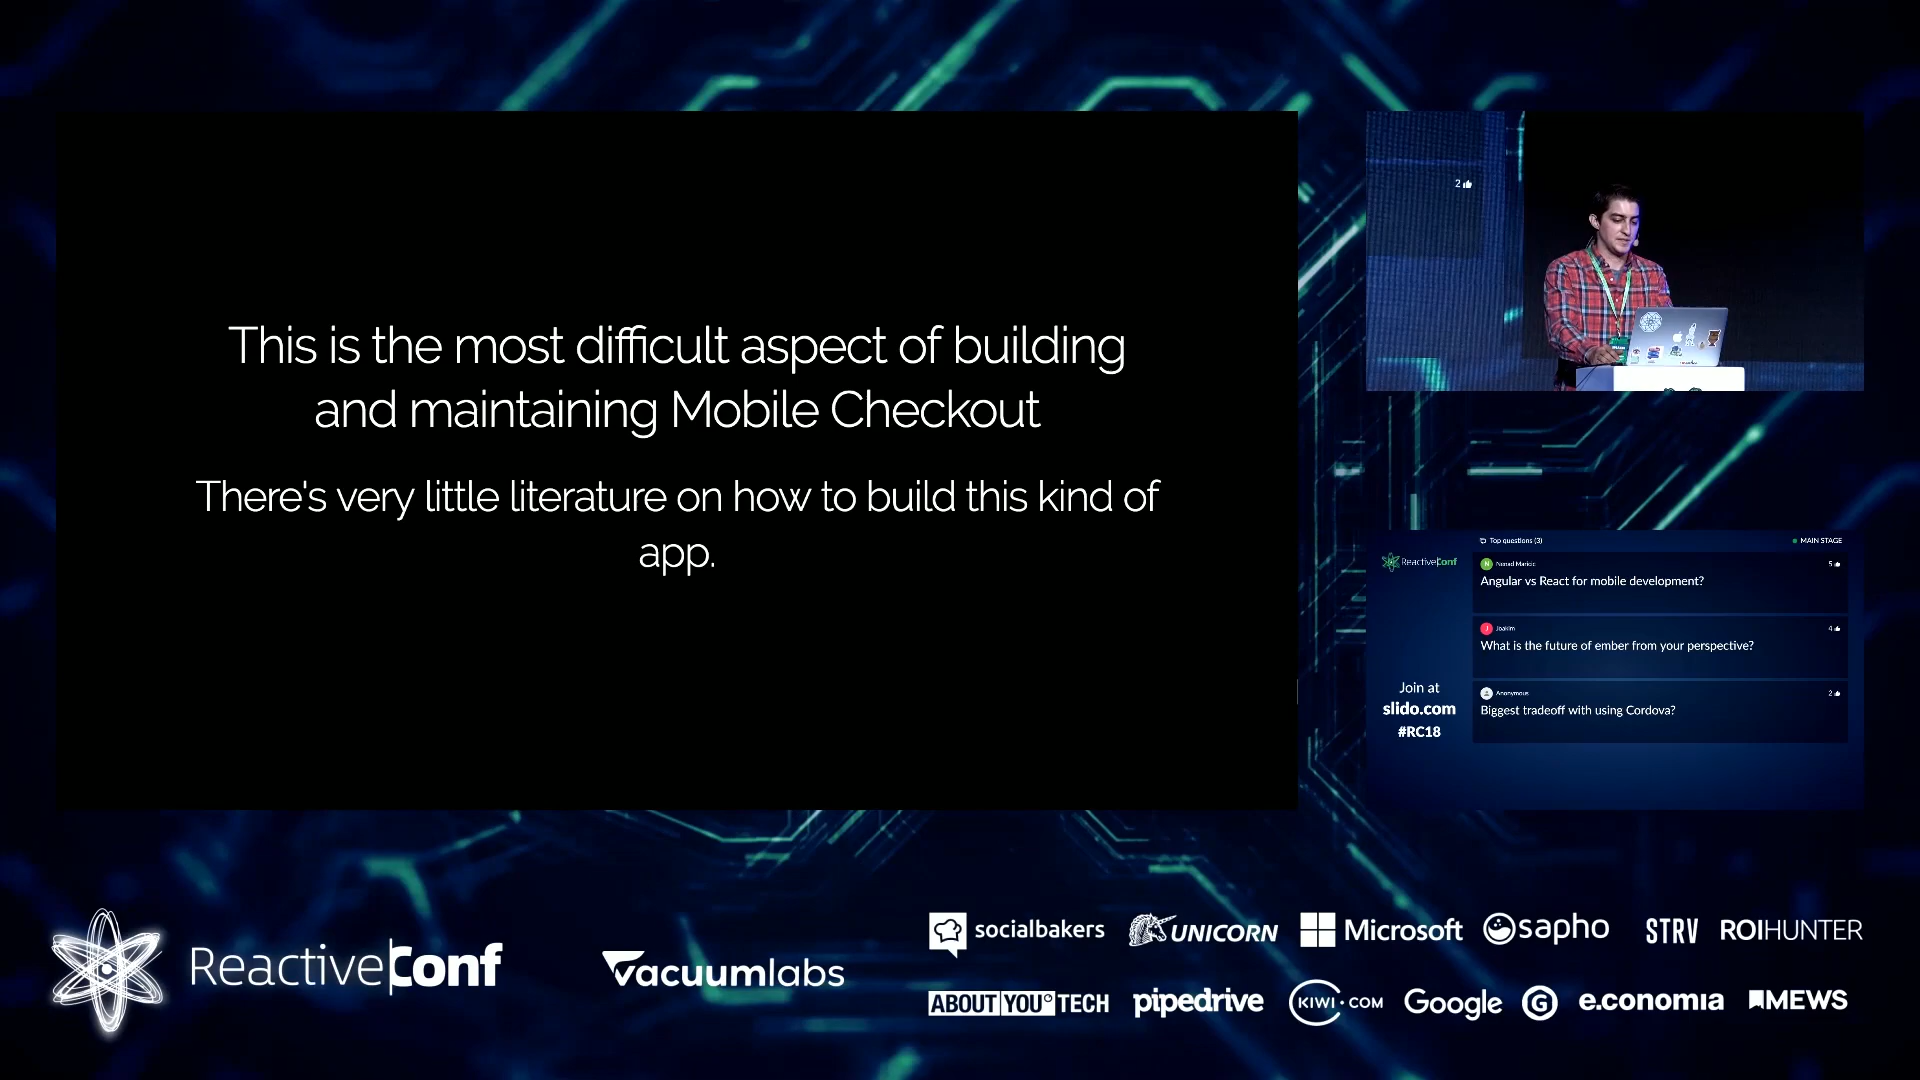 This is the most difficult aspect of building
and maintaining Mobile Checkout
There's very little literature on how to build this kind of
app.
2
Top questions (3)
MAIN STAGE
ReactiveConf
N
Nenad Maricic
5
Angular vs React for mobile development?
J
Joakim
4
What is the future of ember from your perspective?
Anonymous
2
Biggest tradeoff with using Cordova?
Join at
slido.com
#RC18
ReactiveConf
vacuumlabs
socialbakers
UNICORN
Microsoft
sapho
STRV
ROIHUNTER
ABOUT YOU° TECH
pipedrive
KIWI.COM
Google
G
e.conomia
MEWS